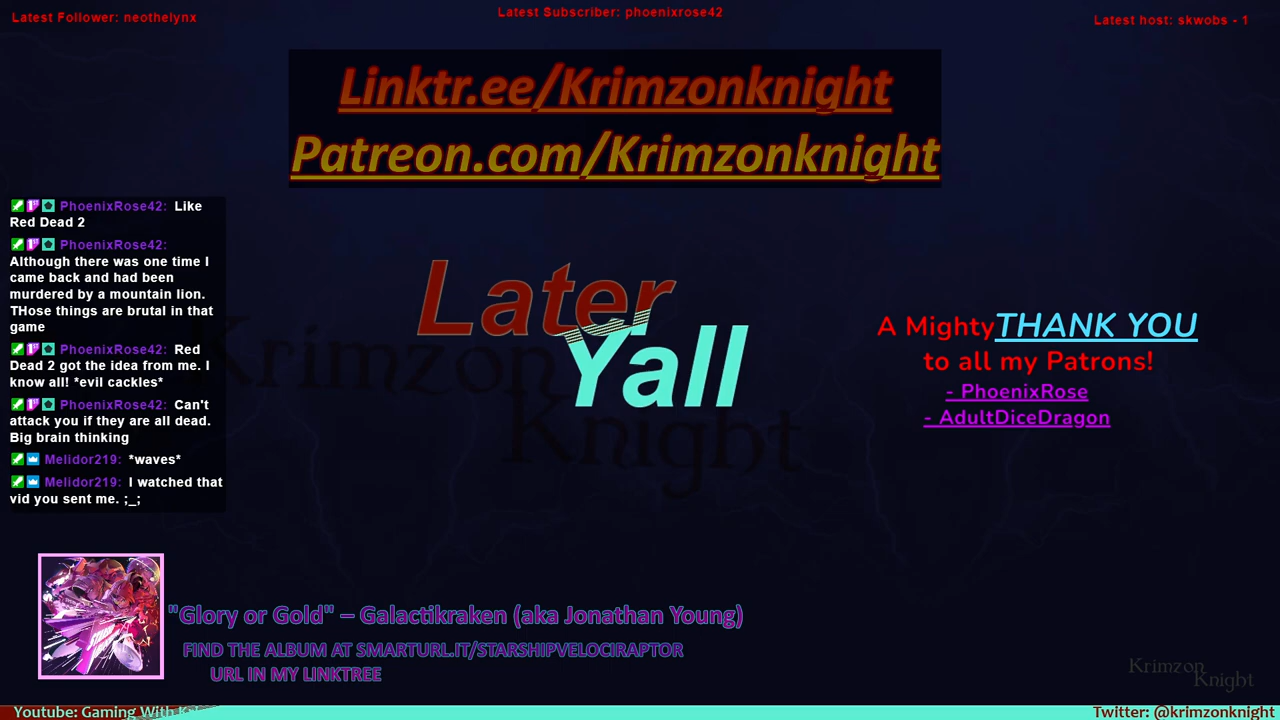 Latest Follower: neothelynx
Latest Subscriber: phoenixrose42
Latest host: skwobs - 1
Linktr.ee/Krimzonknight
Patreon.com/Krimzonknight
PhoenixRose42: Like
Red Dead 2
PhoenixRose42:
Although there was one time I
came back and had been
murdered by a mountain lion.
THose things are brutal in that
game
PhoenixRose42: Red
Dead 2 got the idea from me. I
know all! *evil cackles*
PhoenixRose42: Can't
attack you if they are all dead.
Big brain thinking
Melidor219: *waves*
Melidor219: I watched that
vid you sent me. ;_;
Later
Yall
Krimzon
Knight
A Mighty THANK YOU
to all my Patrons!
- PhoenixRose
- AdultDiceDragon
"Glory or Gold" – Galactikraken (aka Jonathan Young)
FIND THE ALBUM AT SMARTURL.IT/STARSHIPVELOCIRAPTOR
URL IN MY LINKTREE
Krimzon
Knight
Youtube: Gaming With
Twitter: @krimzonknight